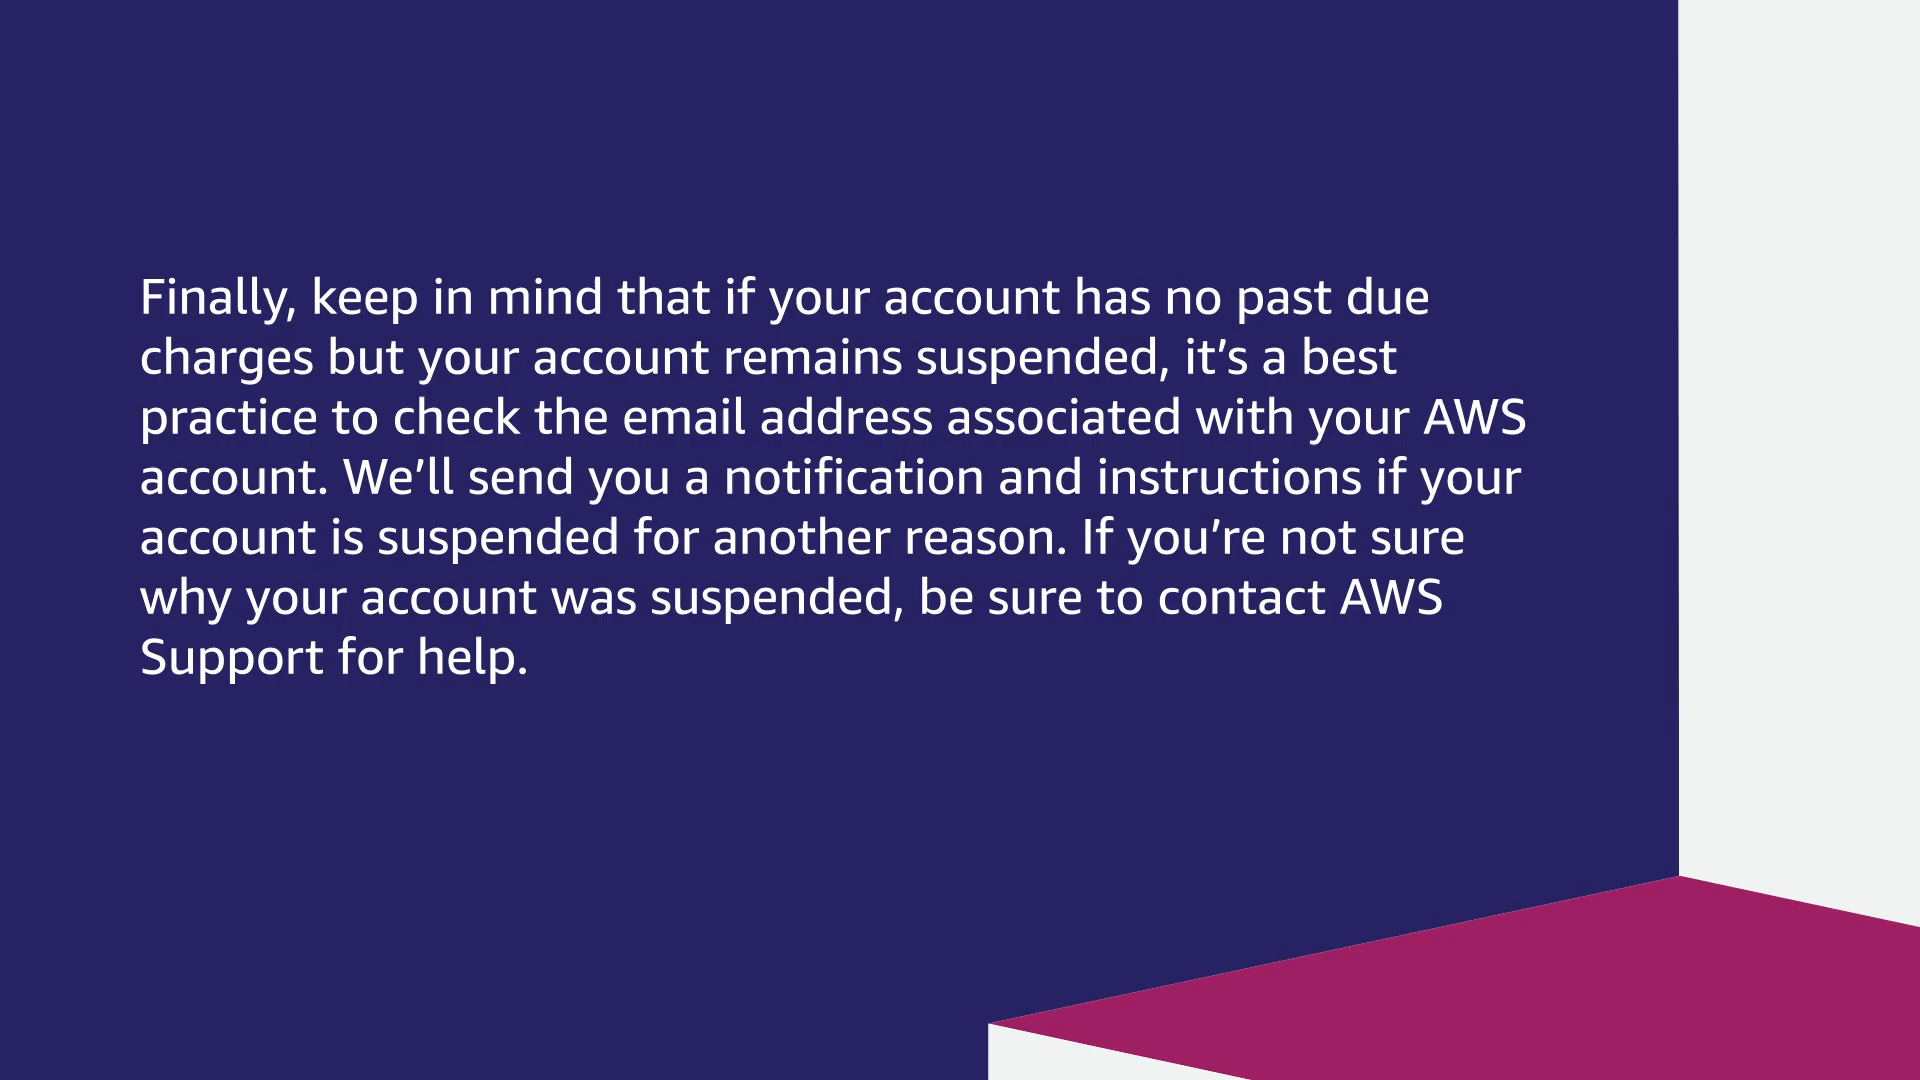 Finally, keep in mind that if your account has no past due
charges but your account remains suspended, it’s a best
practice to check the email address associated with your AWS
account. We’ll send you a notification and instructions if your
account is suspended for another reason. If you’re not sure
why your account was suspended, be sure to contact AWS
Support for help.